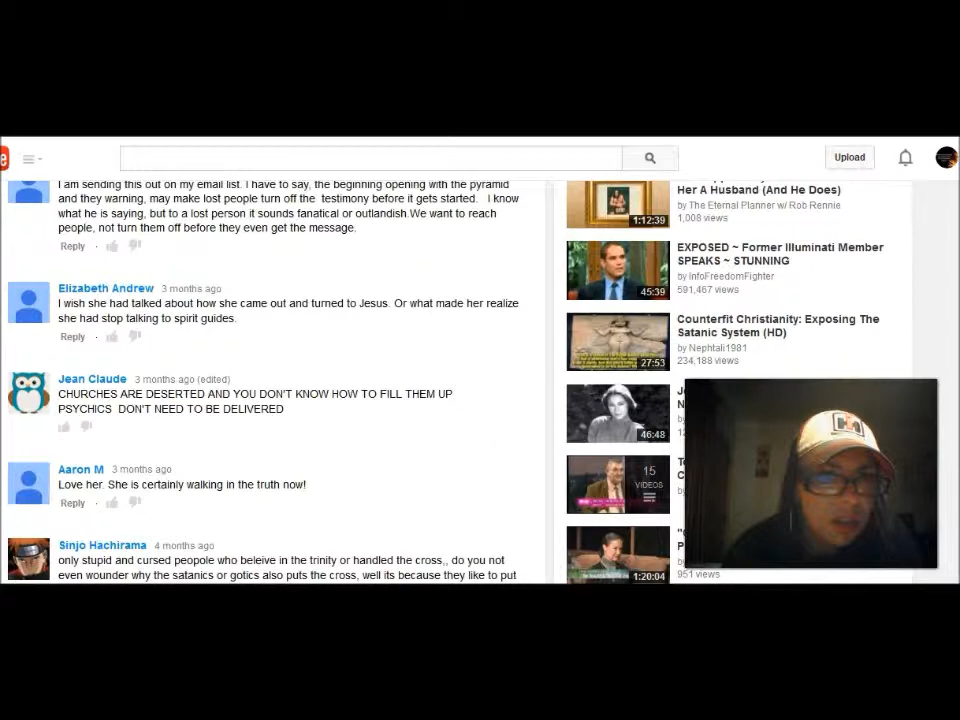 Upload
I am sending this out on my email list. I have to say, the beginning opening with the pyramid
and they warning, may make lost people turn off the testimony before it gets started. I know
what he is saying, but to a lost person it sounds fanatical or outlandish.We want to reach
people, not turn them off before they even get the message.
Reply
Elizabeth Andrew 3 months ago
I wish she had talked about how she came out and turned to Jesus. Or what made her realize
she had stop talking to spirit guides.
Reply
Jean Claude 3 months ago (edited)
CHURCHES ARE DESERTED AND YOU DON'T KNOW HOW TO FILL THEM UP
PSYCHICS DON'T NEED TO BE DELIVERED
Aaron M 3 months ago
Love her. She is certainly walking in the truth now!
Reply
Sinjo Hachirama 4 months ago
only stupid and cursed peopole who beleive in the trinity or handled the cross,, do you not
even wounder why the satanics or gotics also puts the cross, well its because they like to put
1:12:39
Her A Husband (And He Does)
by The Eternal Planner w/ Rob Rennie
1,008 views
45:39
EXPOSED ~ Former Illuminati Member
SPEAKS ~ STUNNING
by InfoFreedomFighter
591,467 views
27:53
Counterfit Christianity: Exposing The
Satanic System (HD)
by Nephtali1981
234,188 views
46:48
15
VIDEOS
1:20:04
951 views